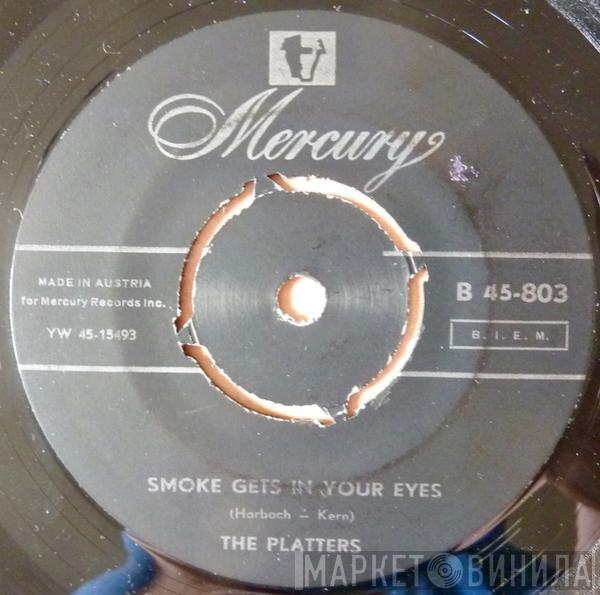 Mercury
MADE IN AUSTRIA
for Mercury Records Inc.
YW 45-15493
B 45-803
B. I. E. M.
SMOKE GETS IN YOUR EYES
(Harbach - Kern)
THE PLATTERS
МАРКЕТ ВИНИЛА